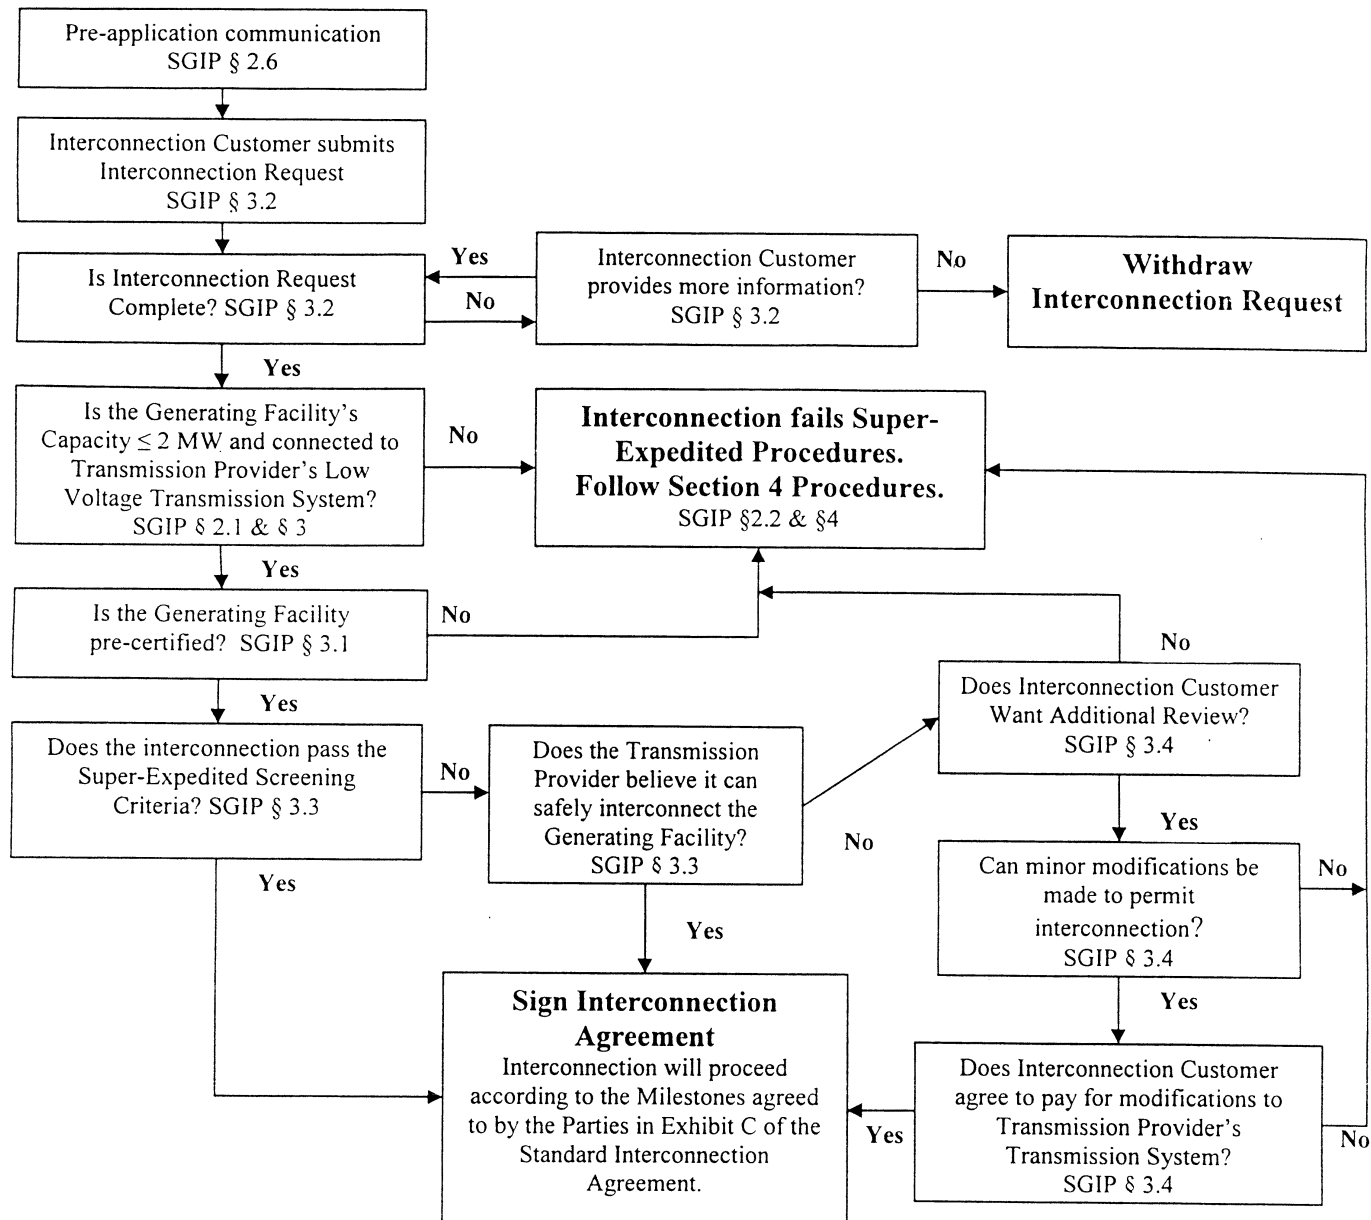 Pre-application communication
SGIP § 2.6
Interconnection Customer submits
Interconnection Request
SGIP § 3.2
Is Interconnection Request
Complete? SGIP § 3.2
Yes
No
Interconnection Customer
provides more information?
SGIP § 3.2
No
Withdraw
Interconnection Request
Yes
Is the Generating Facility's
Capacity ≤ 2 MW and connected to
Transmission Provider's Low
Voltage Transmission System?
SGIP § 2.1 & § 3
No
Interconnection fails Super-
Expedited Procedures.
Follow Section 4 Procedures.
SGIP §2.2 & §4
Yes
Is the Generating Facility
pre-certified? SGIP § 3.1
No
No
Yes
Does the interconnection pass the
Super-Expedited Screening
Criteria? SGIP § 3.3
No
Does the Transmission
Provider believe it can
safely interconnect the
Generating Facility?
SGIP § 3.3
No
Does Interconnection Customer
Want Additional Review?
SGIP § 3.4
Yes
Can minor modifications be
made to permit
interconnection?
SGIP § 3.4
No
Yes
Yes
Yes
Sign Interconnection
Agreement
Interconnection will proceed
according to the Milestones agreed
to by the Parties in Exhibit C of the
Standard Interconnection
Agreement.
Yes
Does Interconnection Customer
agree to pay for modifications to
Transmission Provider's
Transmission System?
SGIP § 3.4
No